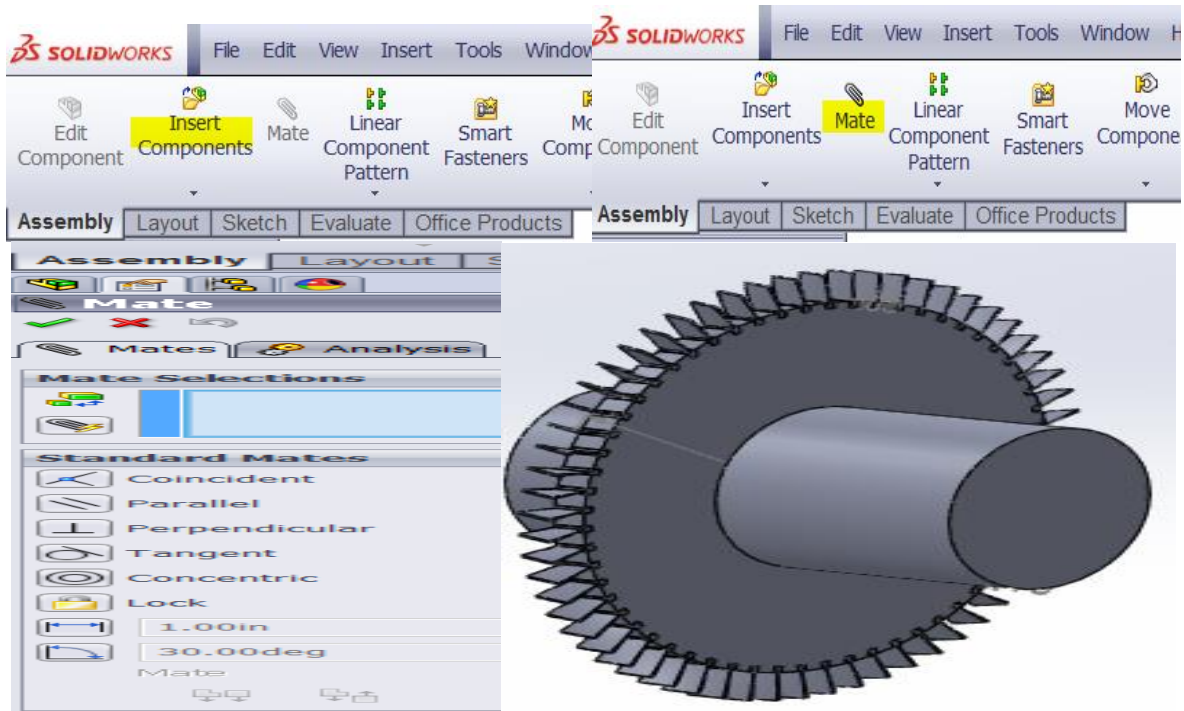 SOLIDWORKS File Edit View Insert Tools Window
Edit Component Insert Components Mate Linear Component Pattern Smart Fasteners
Assembly Layout Sketch Evaluate Office Products
SOLIDWORKS File Edit View Insert Tools Window H
Edit Component Insert Components Mate Linear Component Pattern Smart Fasteners Move Compone
Assembly Layout Sketch Evaluate Office Products
Assembly Layout S
Mate
Mates Analysis
Mate Selections
Standard Mates
Coincident
Parallel
Perpendicular
Tangent
Concentric
Lock
1.00in
30.00deg
Mate